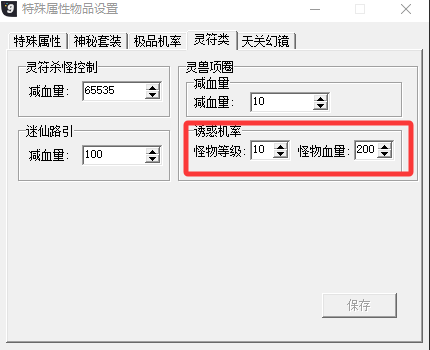 9 特殊属性物品设置
特殊属性 神秘套装 极品机率 灵符类 天关幻镜
灵符杀怪控制
减血量: 65535
迷仙路引
减血量: 100
灵兽项圈
减血量
减血量: 10
诱惑机率
怪物等级: 10 怪物血量: 200
保存